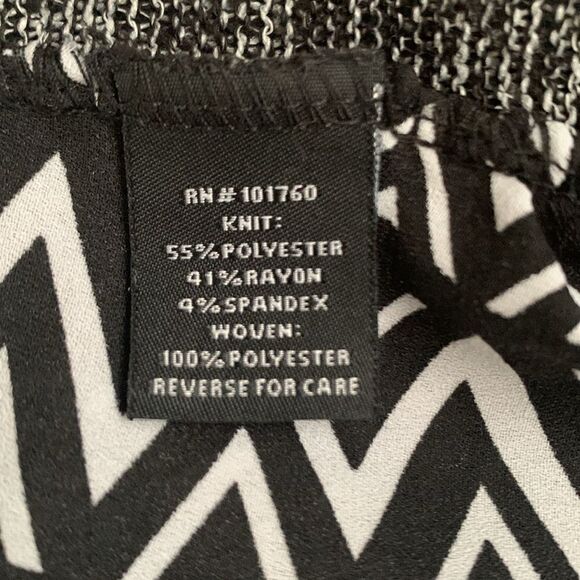 RN# 101760
KNIT:
55%POLYESTER
41%RAYON
4%SPANDEX
WOVEN:
100%POLYESTER
REVERSE FOR CARE